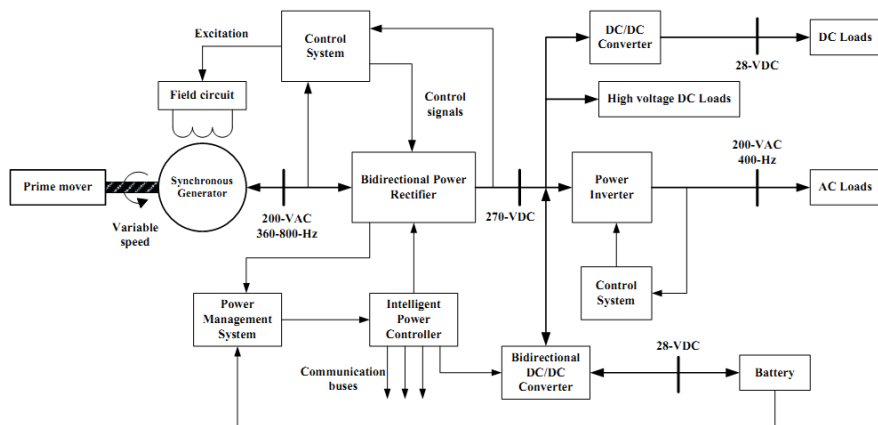 Excitation
Control
System
DC/DC
Converter
28-VDC
DC Loads
Field circuit
Control
signals
High voltage DC Loads
Prime mover
Synchronous
Generator
Variable
speed
200-VAC
360-800-Hz
Bidirectional Power
Rectifier
270-VDC
Power
Inverter
200-VAC
400-Hz
AC Loads
Control
System
Power
Management
System
Intelligent
Power
Controller
Communication
buses
Bidirectional
DC/DC
Converter
28-VDC
Battery